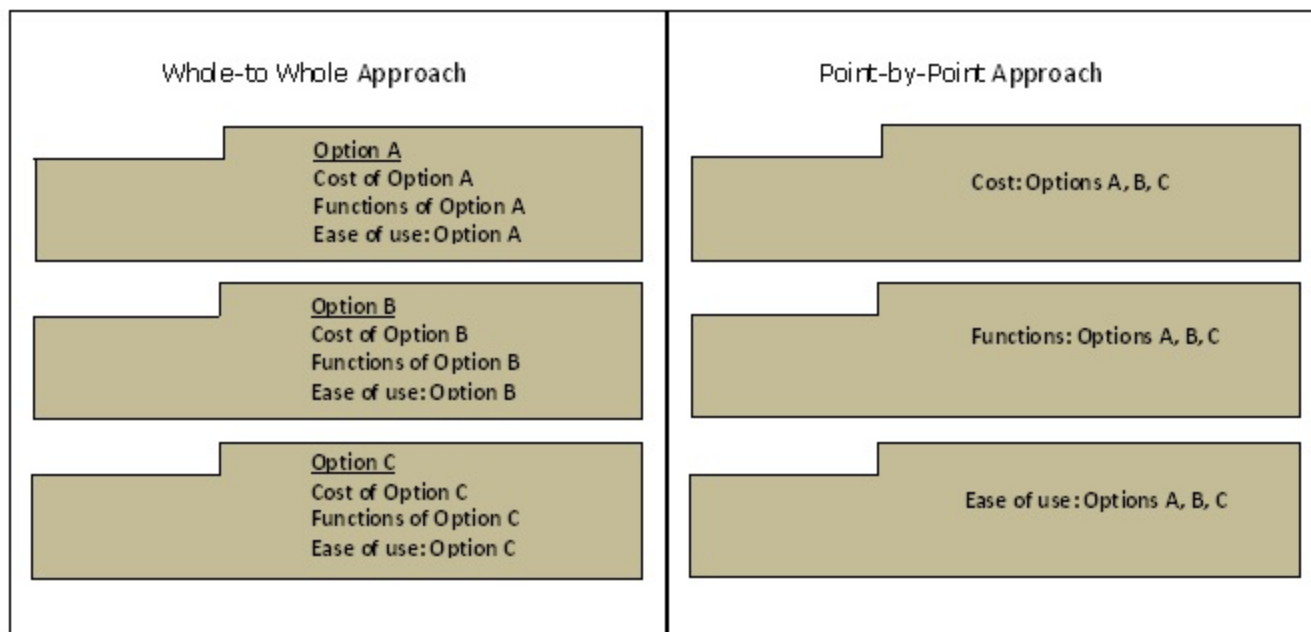 Whole-to Whole Approach
Option A
Cost of Option A
Functions of Option A
Ease of use: Option A
Option B
Cost of Option B
Functions of Option B
Ease of use: Option B
Option C
Cost of Option C
Functions of Option C
Ease of use: Option C
Point-by-Point Approach
Cost: Options A, B, C
Functions: Options A, B, C
Ease of use: Options A, B, C